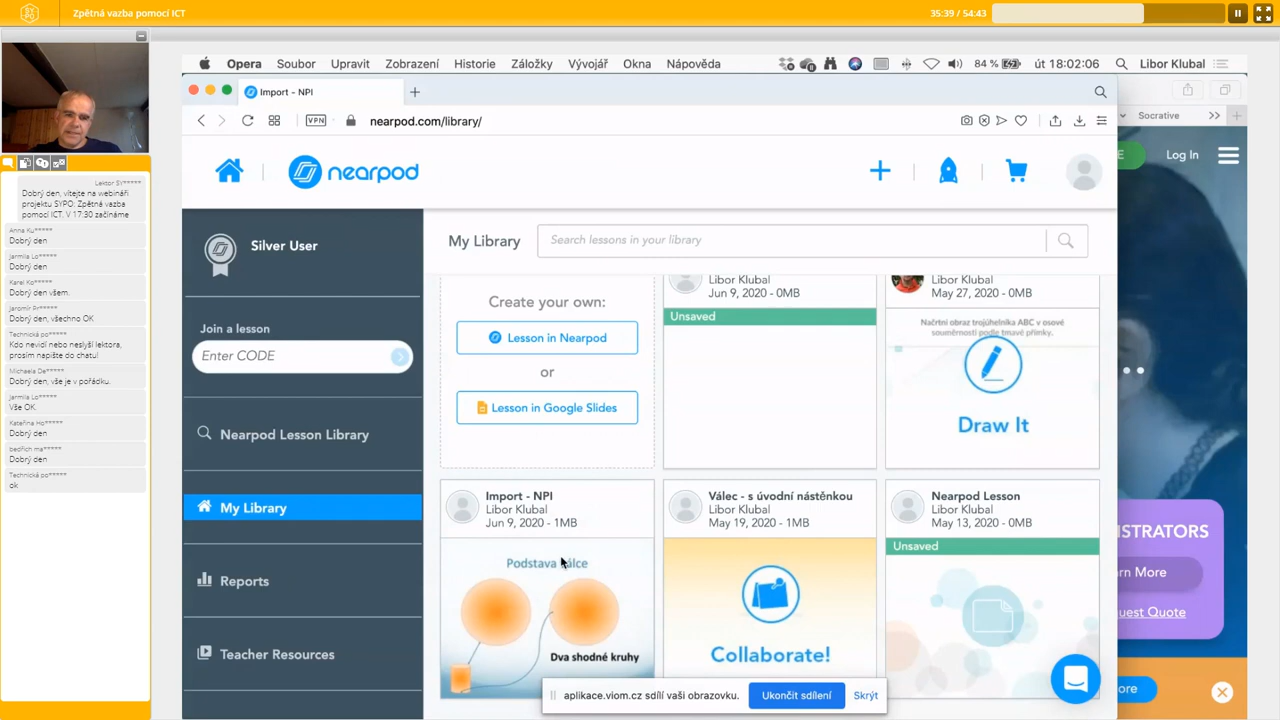 Zpětná vazba pomocí ICT
35:39 / 54:43
Lektor SY*****
Dobrý den, vítejte na webináři
projektu SYPO. Zpětná vazba
pomocí ICT. V 17:30 začínáme
Anna Ku*****
Dobrý den
Jarmila Lo*****
Dobrý den
Karel Ko*****
Dobrý den všem.
Jaromír Pr*****
Dobrý den, všechno OK
Technická po*****
Kdo nevidí nebo neslyší lektora,
prosím napište do chatu!
Michaela De*****
Dobrý den, vše je v pořádku.
Jarmila Lo*****
Vše OK
Kateřina Ho*****
Dobrý den
bedřich ma*****
Dobrý den
Technická po*****
ok
Opera Soubor Upravit Zobrazení Historie Záložky Vývojář Okna Nápověda
84 % út 18:02:06 Libor Klubal
Import - NPI
VPN nearpod.com/library/
Socrative
nearpod
Log In
Silver User
Join a lesson
Enter CODE
Nearpod Lesson Library
My Library
Reports
Teacher Resources
My Library
Search lessons in your library
Create your own:
Lesson in Nearpod
or
Lesson in Google Slides
Libor Klubal
Jun 9, 2020 - 0MB
Unsaved
Libor Klubal
May 27, 2020 - 0MB
Načrtni obraz trojúhelníka ABC v osové
souměrnosti podle tmavé přímky.
Draw It
Import - NPI
Libor Klubal
Jun 9, 2020 - 1MB
Podstava válce
Dva shodné kruhy
Válec - s úvodní nástěnkou
Libor Klubal
May 19, 2020 - 1MB
Collaborate!
Nearpod Lesson
Libor Klubal
May 13, 2020 - 0MB
Unsaved
aplikace.viom.cz sdílí vaši obrazovku.
Ukončit sdílení
Skrýt